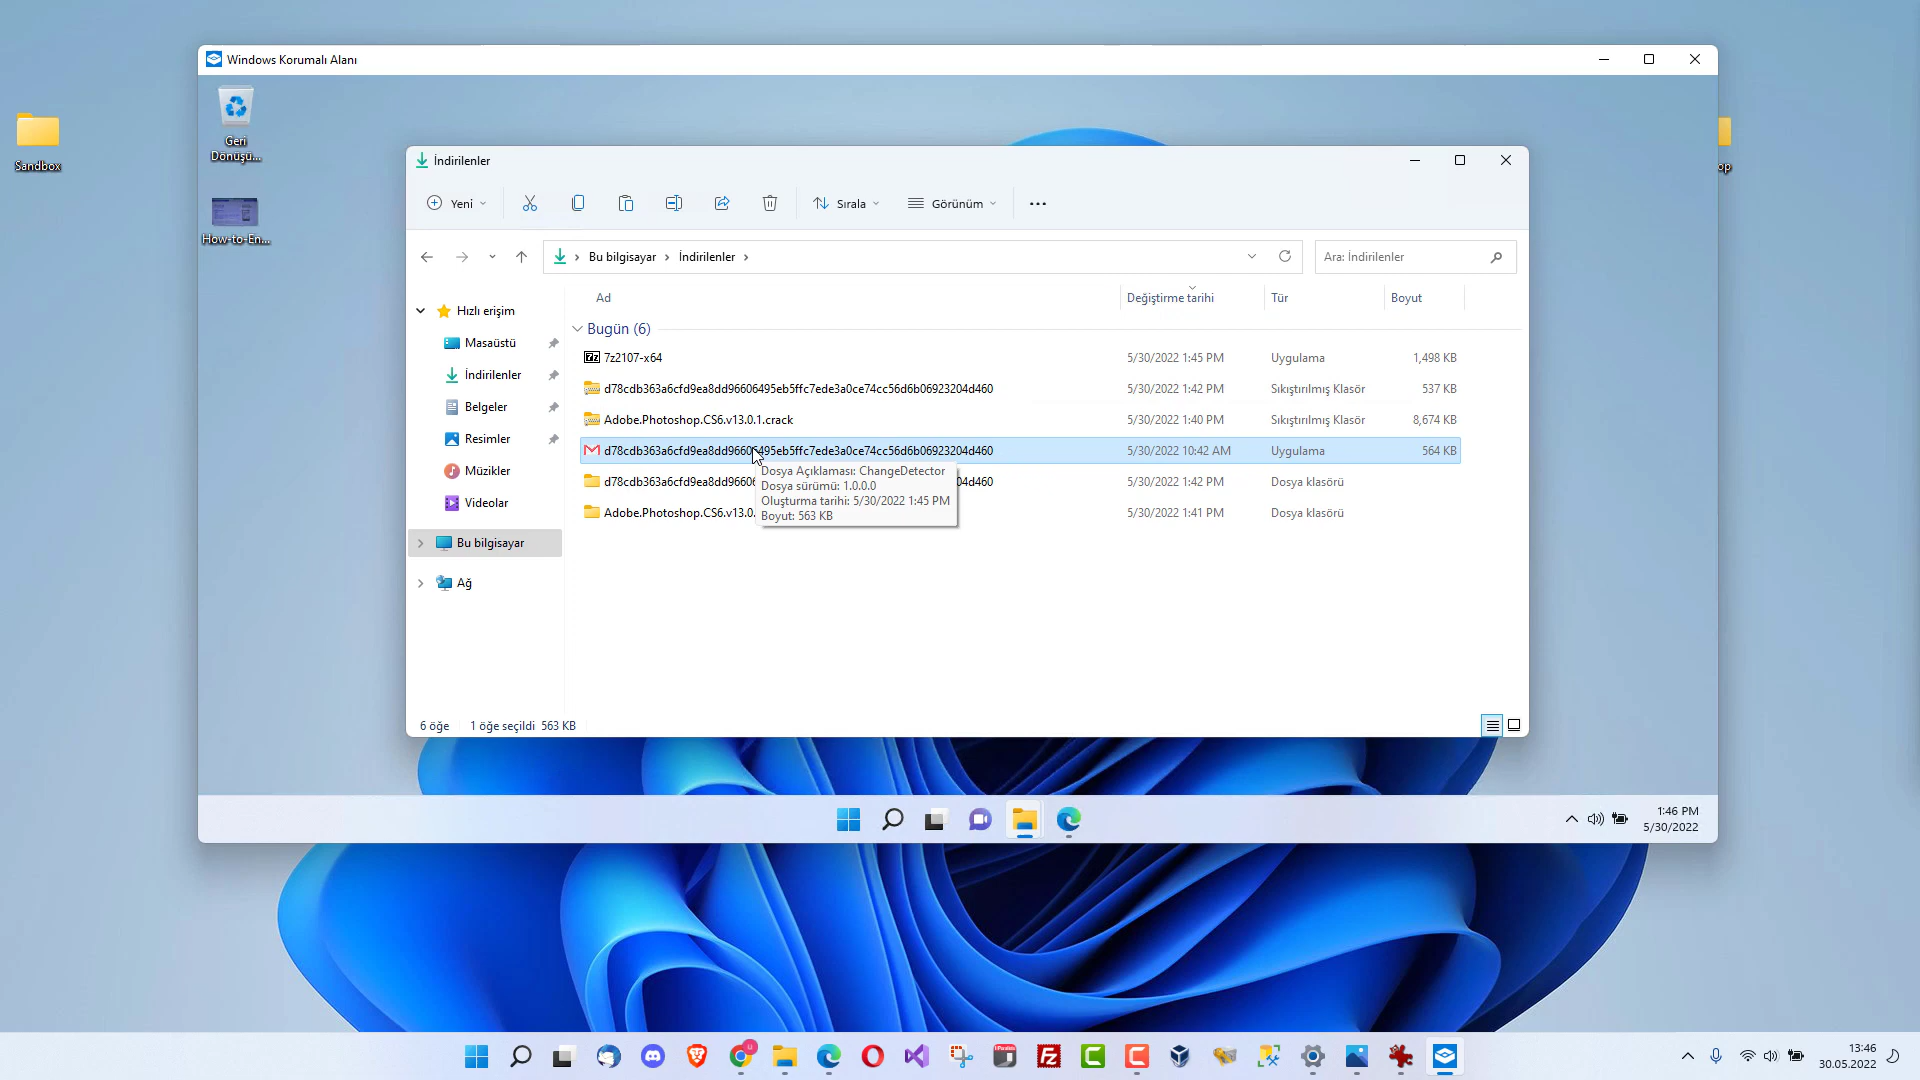 Windows Korumalı Alanı
Sandbox
Geri
Dönüşü...
How-to-En...
op
İndirilenler
Yeni
Sırala
Görünüm
Bu bilgisayar
İndirilenler
Ara: İndirilenler
Ad
Değiştirme tarihi
Tür
Boyut
Hızlı erişim
Masaüstü
İndirilenler
Belgeler
Resimler
Müzikler
Videolar
Bu bilgisayar
Ağ
Bugün (6)
7z2107-x64 5/30/2022 1:45 PM Uygulama 1,498 KB
d78cdb363a6cfd9ea8dd96606495eb5ffc7ede3a0ce74cc56d6b06923204d460 5/30/2022 1:42 PM Sıkıştırılmış Klasör 537 KB
Adobe.Photoshop.CS6.v13.0.1.crack 5/30/2022 1:40 PM Sıkıştırılmış Klasör 8,674 KB
d78cdb363a6cfd9ea8dd96606495eb5ffc7ede3a0ce74cc56d6b06923204d460 5/30/2022 10:42 AM Uygulama 564 KB
d78cdb363a6cfd9ea8dd96606 04d460 5/30/2022 1:42 PM Dosya klasörü
Adobe.Photoshop.CS6.v13.0. 5/30/2022 1:41 PM Dosya klasörü
Dosya Açıklaması: ChangeDetector
Dosya sürümü: 1.0.0.0
Oluşturma tarihi: 5/30/2022 1:45 PM
Boyut: 563 KB
6 öğe 1 öğe seçildi 563 KB
1:46 PM
5/30/2022
13:46
30.05.2022